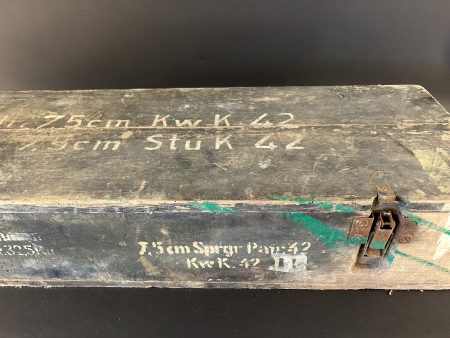 7,5cm Kw.K 42
7,5cm StuK 42
7,5cm Sprgr. Patr. 42
Kw.K. 42